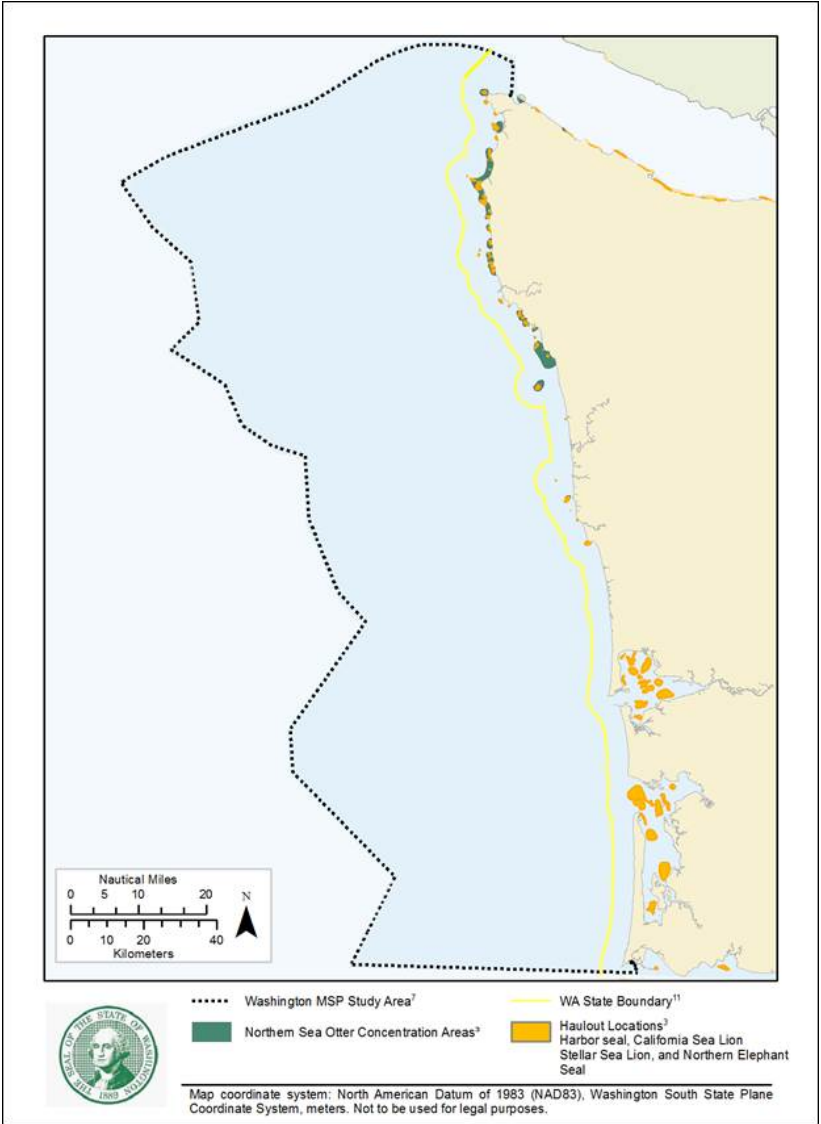 Nautical Miles
0 5 10 20
N
0 10 20 40
Kilometers
Washington MSP Study Area⁷
WA State Boundary¹¹
Northern Sea Otter Concentration Areas³
Haulout Locations³
Harbor seal, California Sea Lion
Stellar Sea Lion, and Northern Elephant
Seal
THE SEAL OF THE STATE OF WASHINGTON
1889
Map coordinate system: North American Datum of 1983 (NAD83), Washington South State Plane
Coordinate System, meters. Not to be used for legal purposes.